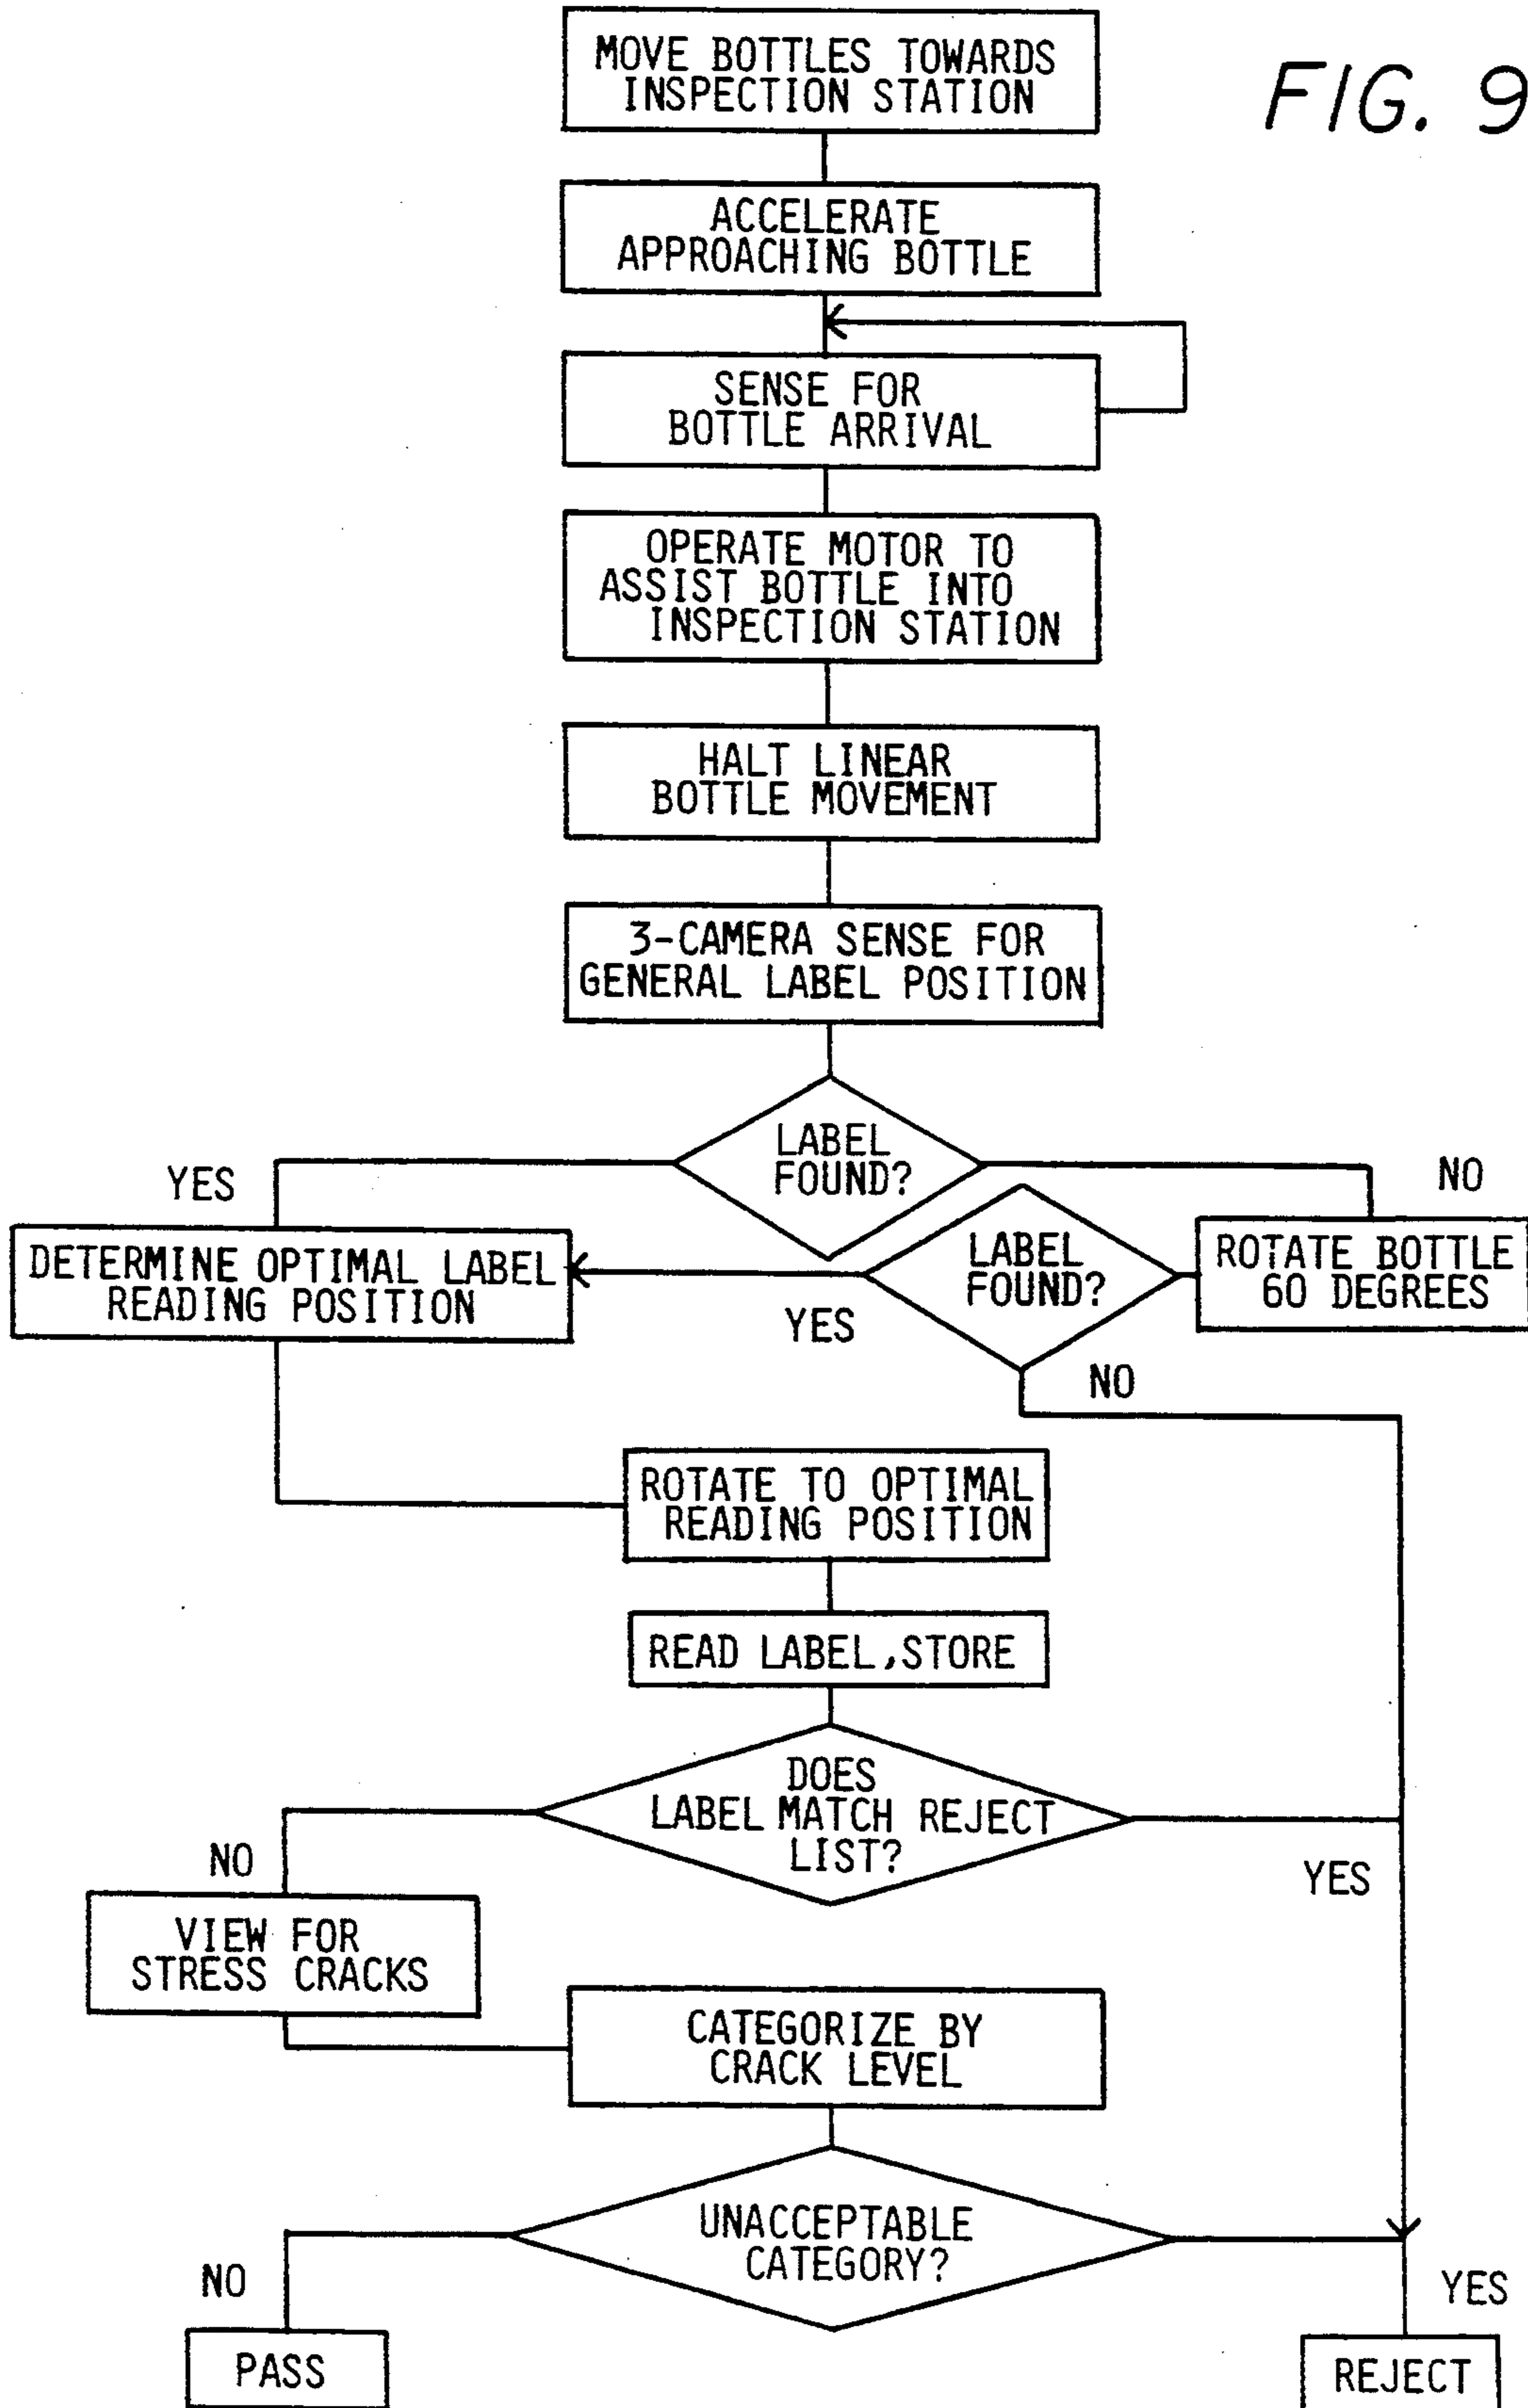 FIG. 9
MOVE BOTTLES TOWARDS
INSPECTION STATION
ACCELERATE
APPROACHING BOTTLE
SENSE FOR
BOTTLE ARRIVAL
OPERATE MOTOR TO
ASSIST BOTTLE INTO
INSPECTION STATION
HALT LINEAR
BOTTLE MOVEMENT
3-CAMERA SENSE FOR
GENERAL LABEL POSITION
LABEL
FOUND?
YES
NO
DETERMINE OPTIMAL LABEL
READING POSITION
LABEL
FOUND?
ROTATE BOTTLE
60 DEGREES
YES
NO
ROTATE TO OPTIMAL
READING POSITION
READ LABEL,STORE
DOES
LABEL MATCH REJECT
LIST?
NO
YES
VIEW FOR
STRESS CRACKS
CATEGORIZE BY
CRACK LEVEL
UNACCEPTABLE
CATEGORY?
NO
YES
PASS
REJECT